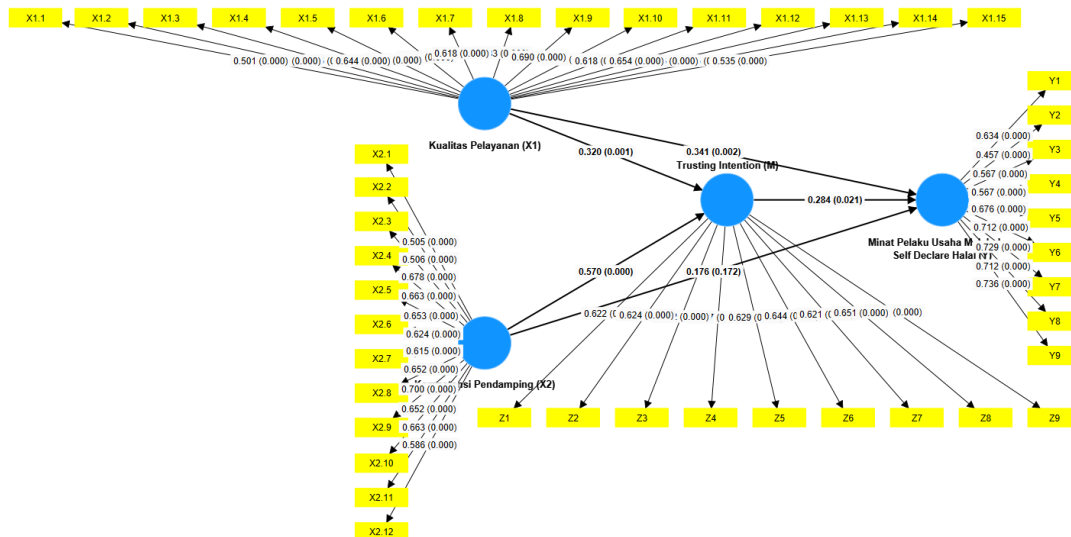 X1.1 X1.2 X1.3 X1.4 X1.5 X1.6 X1.7 X1.8 X1.9 X1.10 X1.11 X1.12 X1.13 X1.14 X1.15
0.501 (0.000) 0.644 (0.000) 0.618 (0.000) 0.690 (0.000) 0.618 0.654 (0.000) 0.535 (0.000)
Kualitas Pelayanan (X1)
0.320 (0.001)
0.341 (0.002)
Trusting Intention (M)
0.284 (0.021)
0.570 (0.000)
0.176 (0.172)
Minat Pelaku Usaha
Self Declare Halal
Y1
Y2
Y3
Y4
Y5
Y6
Y7
Y8
Y9
0.634 (0.000)
0.457 (0.000)
0.567 (0.000)
0.567 (0.000)
0.676 (0.000)
0.712 (0.000)
0.729 (0.000)
0.712 (0.000)
0.736 (0.000)
X2.1
X2.2
X2.3
X2.4
X2.5
X2.6
X2.7
X2.8
X2.9
X2.10
X2.11
X2.12
0.505 (0.000)
0.506 (0.000)
0.678 (0.000)
0.663 (0.000)
0.653 (0.000)
0.624 (0.000)
0.615 (0.000)
0.652 (0.000)
0.700 (0.000)
0.652 (0.000)
0.663 (0.000)
0.586 (0.000)
Pendamping (X2)
0.622 0.624 (0.000) (0.000) 0.629 0.644 0.621 0.651 (0.000) (0.000)
Z1 Z2 Z3 Z4 Z5 Z6 Z7 Z8 Z9